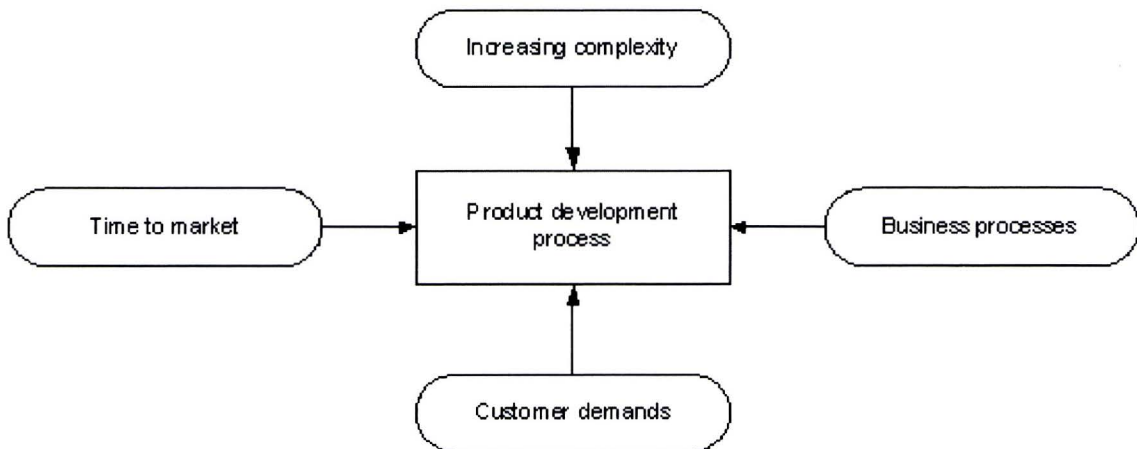 Increasing complexity
Time to market
Product development
process
Business processes
Customer demands